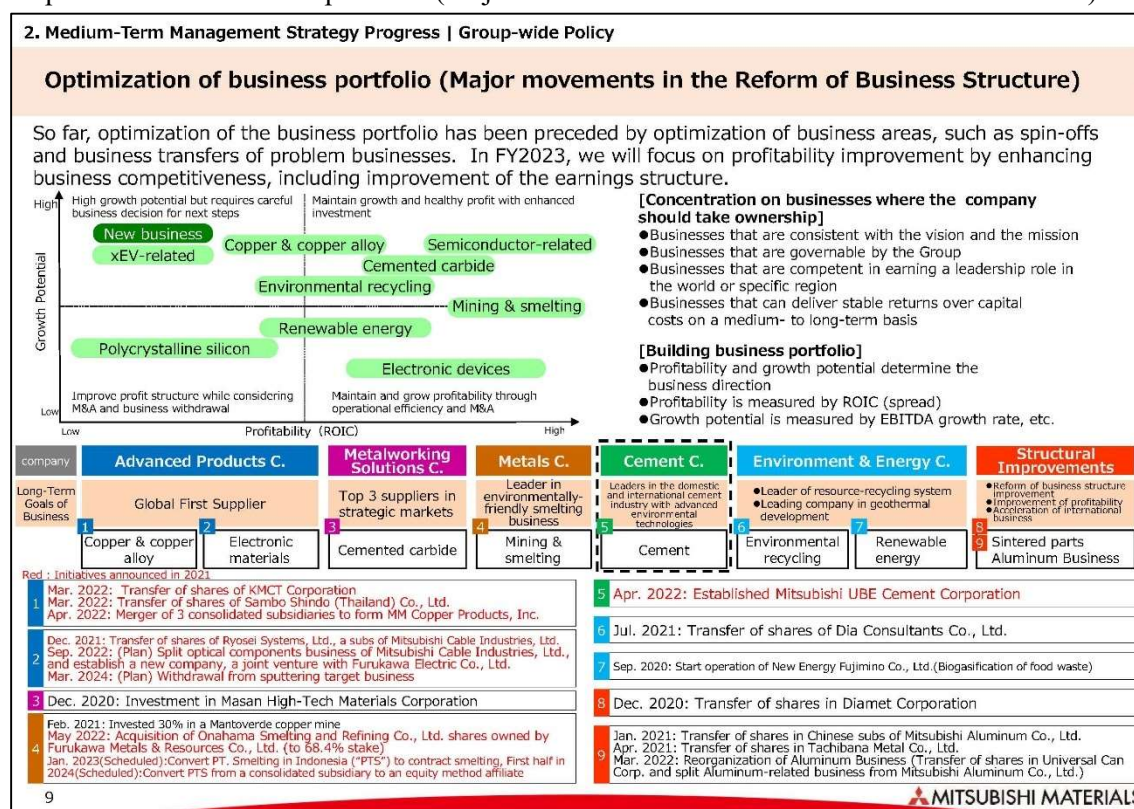 2. Medium-Term Management Strategy Progress | Group-wide Policy
Optimization of business portfolio (Major movements in the Reform of Business Structure)
So far, optimization of the business portfolio has been preceded by optimization of business areas, such as spin-offs
and business transfers of problem businesses. In FY2023, we will focus on profitability improvement by enhancing
business competitiveness, including improvement of the earnings structure.
High
Growth Potential
Low
High growth potential but requires careful
business decision for next steps
Maintain growth and healthy profit with enhanced
investment
New business
xEV-related
Copper & copper alloy
Semiconductor-related
Cemented carbide
Environmental recycling
Mining & smelting
Renewable energy
Polycrystalline silicon
Electronic devices
Improve profit structure while considering
M&A and business withdrawal
Maintain and grow profitability through
operational efficiency and M&A
Low
Profitability (ROIC)
High
[Concentration on businesses where the company
should take ownership]
●Businesses that are consistent with the vision and the mission
●Businesses that are governable by the Group
●Businesses that are competent in earning a leadership role in
the world or specific region
●Businesses that can deliver stable returns over capital
costs on a medium- to long-term basis
[Building business portfolio]
●Profitability and growth potential determine the
business direction
●Profitability is measured by ROIC (spread)
●Growth potential is measured by EBITDA growth rate, etc.
company
Advanced Products C.
Metalworking
Solutions C.
Metals C.
Cement C.
Environment & Energy C.
Structural
Improvements
Long-Term
Goals of
Business
Global First Supplier
Top 3 suppliers in
strategic markets
Leader in
environmentally-
friendly smelting
business
Leaders in the domestic
and international cement
industry with advanced
environmental
technologies
●Leader of resource-recycling system
●Leading company in geothermal
development
●Reform of business structure
improvement
●Improvement of profitability
●Acceleration of international
business
1
Copper & copper
alloy
2
Electronic
materials
3
Cemented carbide
4
Mining &
smelting
5
Cement
6
Environmental
recycling
7
Renewable
energy
8
9
Sintered parts
Aluminum Business
Red : Initiatives announced in 2021
1
Mar. 2022: Transfer of shares of KMCT Corporation
Mar. 2022: Transfer of shares of Sambo Shindo (Thailand) Co., Ltd.
Apr. 2022: Merger of 3 consolidated subsidiaries to form MM Copper Products, Inc.
2
Dec. 2021: Transfer of shares of Ryosei Systems, Ltd., a subs of Mitsubishi Cable Industries, Ltd.
Sep. 2022: (Plan) Split optical components business of Mitsubishi Cable Industries, Ltd.,
and establish a new company, a joint venture with Furukawa Electric Co., Ltd.
Mar. 2024: (Plan) Withdrawal from sputtering target business
3
Dec. 2020: Investment in Masan High-Tech Materials Corporation
4
Feb. 2021: Invested 30% in a Mantoverde copper mine
May 2022: Acquisition of Onahama Smelting and Refining Co., Ltd. shares owned by
Furukawa Metals & Resources Co., Ltd. (to 68.4% stake)
Jan. 2023(Scheduled):Convert PT. Smelting in Indonesia ("PTS") to contract smelting, First half in
2024(Scheduled):Convert PTS from a consolidated subsidiary to an equity method affiliate
5
Apr. 2022: Established Mitsubishi UBE Cement Corporation
6
Jul. 2021: Transfer of shares of Dia Consultants Co., Ltd.
7
Sep. 2020: Start operation of New Energy Fujimino Co., Ltd.(Biogasification of food waste)
8
Dec. 2020: Transfer of shares in Diamet Corporation
9
Jan. 2021: Transfer of shares in Chinese subs of Mitsubishi Aluminum Co., Ltd.
Apr. 2021: Transfer of shares in Tachibana Metal Co., Ltd.
Mar. 2022: Reorganization of Aluminum Business (Transfer of shares in Universal Can
Corp. and split Aluminum-related business from Mitsubishi Aluminum Co., Ltd.)
9
MITSUBISHI MATERIALS